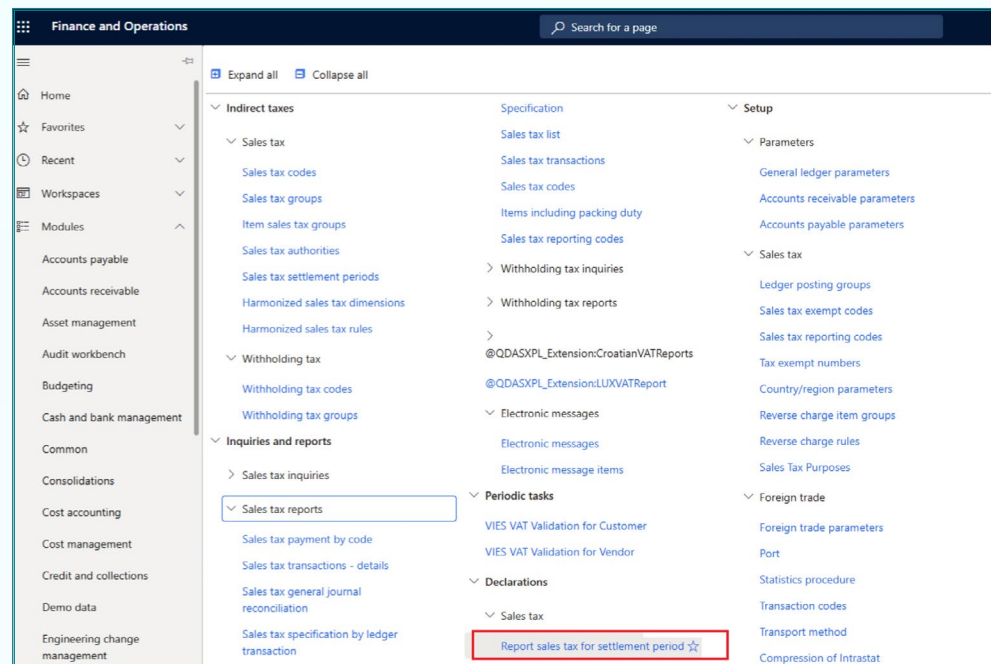 Finance and Operations
Search for a page
Home
Favorites
Recent
Workspaces
Modules
Accounts payable
Accounts receivable
Asset management
Audit workbench
Budgeting
Cash and bank management
Common
Consolidations
Cost accounting
Cost management
Credit and collections
Demo data
Engineering change
management
Expand all
Collapse all
Indirect taxes
Sales tax
Sales tax codes
Sales tax groups
Item sales tax groups
Sales tax authorities
Sales tax settlement periods
Harmonized sales tax dimensions
Harmonized sales tax rules
Withholding tax
Withholding tax codes
Withholding tax groups
Inquiries and reports
Sales tax inquiries
Sales tax reports
Sales tax payment by code
Sales tax transactions - details
Sales tax general journal
reconciliation
Sales tax specification by ledger
transaction
Specification
Sales tax list
Sales tax transactions
Sales tax codes
Items including packing duty
Sales tax reporting codes
Withholding tax inquiries
Withholding tax reports
@QDASXPL_Extension:CroatianVATReports
@QDASXPL_Extension:LUXVATReport
Electronic messages
Electronic messages
Electronic message items
Periodic tasks
VIES VAT Validation for Customer
VIES VAT Validation for Vendor
Declarations
Sales tax
Report sales tax for settlement period
Setup
Parameters
General ledger parameters
Accounts receivable parameters
Accounts payable parameters
Sales tax
Ledger posting groups
Sales tax exempt codes
Sales tax reporting codes
Tax exempt numbers
Country/region parameters
Reverse charge item groups
Reverse charge rules
Sales Tax Purposes
Foreign trade
Foreign trade parameters
Port
Statistics procedure
Transaction codes
Transport method
Compression of Intrastat